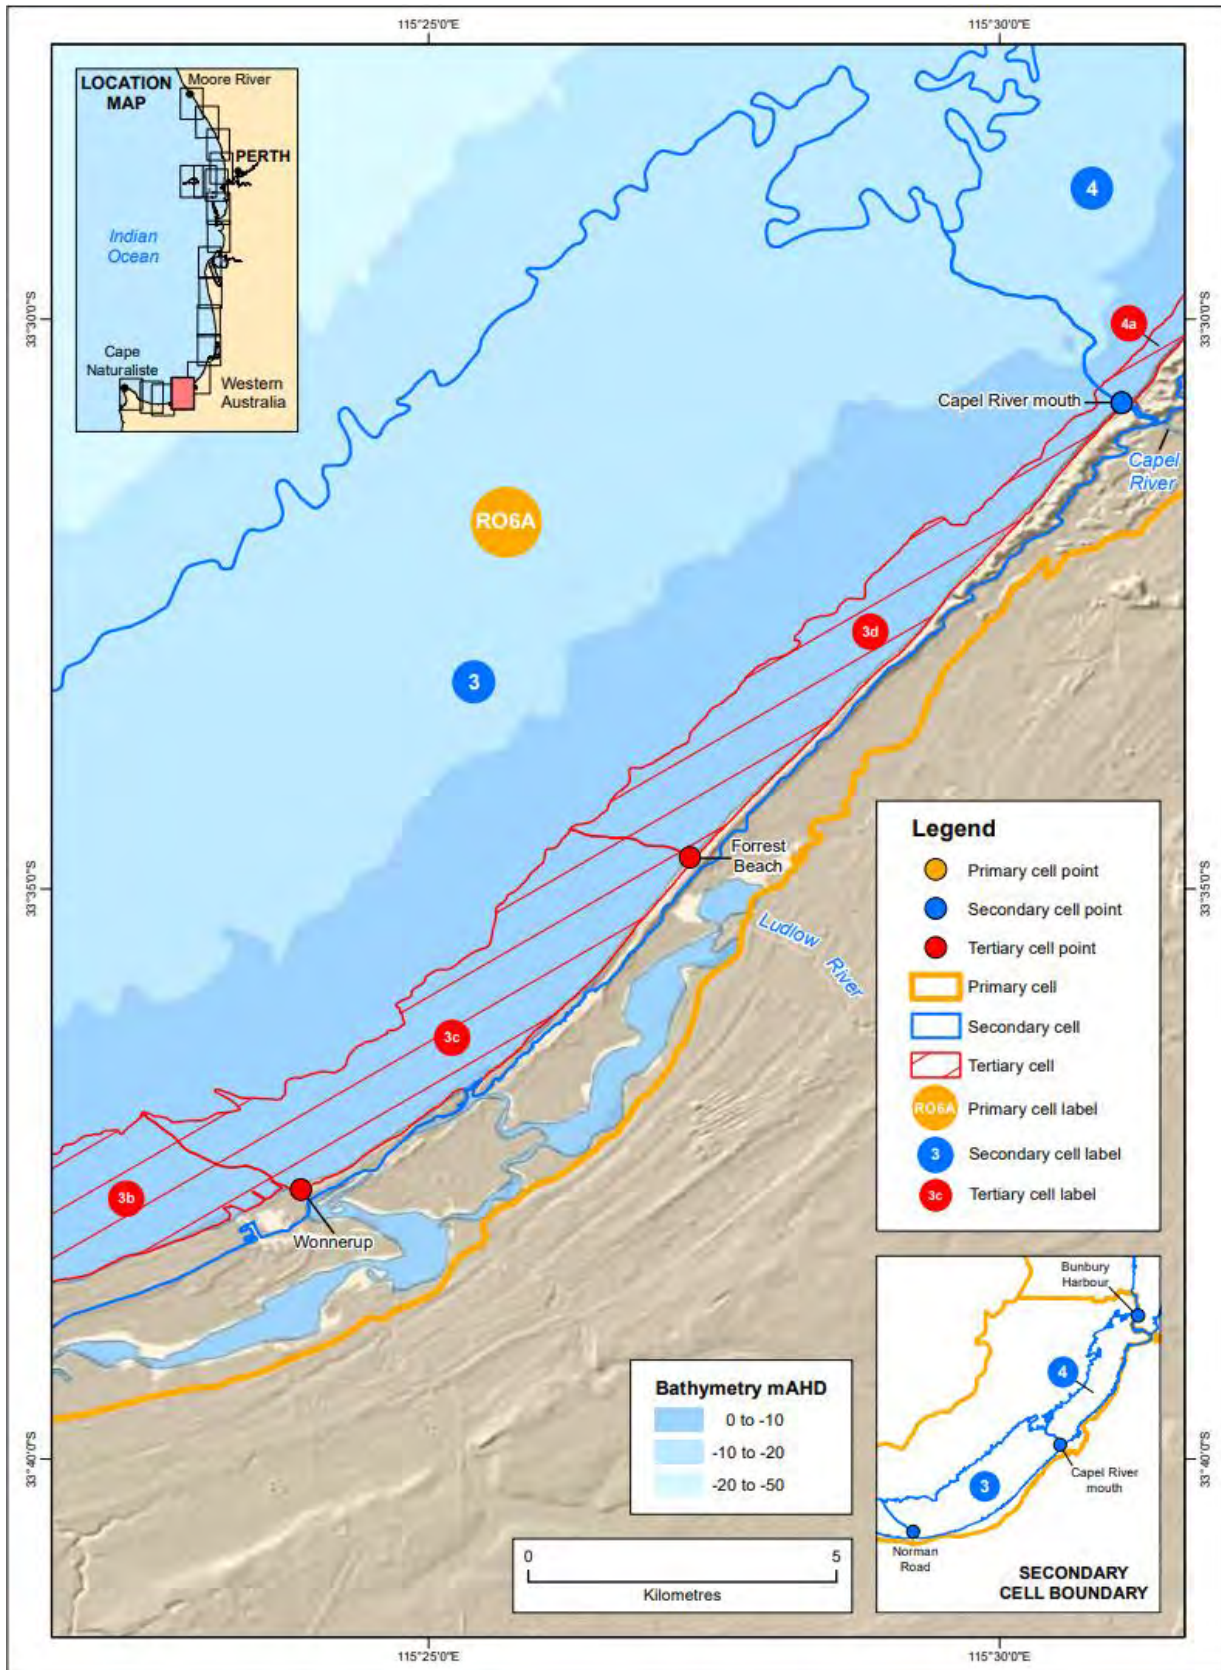 115°25'0"E
115°30'0"E
LOCATION
MAP
Moore River
PERTH
Indian
Ocean
Cape
Naturaliste
Western
Australia
4
33°30'0"S
33°30'0"S
4a
Capel River mouth
Capel
River
RO6A
3d
3
Forrest
Beach
33°35'0"S
33°35'0"S
Ludlow River
3c
3b
Wonnerup
Legend
Primary cell point
Secondary cell point
Tertiary cell point
Primary cell
Secondary cell
Tertiary cell
RO6A Primary cell label
3 Secondary cell label
3c Tertiary cell label
Bathymetry mAHD
0 to -10
-10 to -20
-20 to -50
0 5
Kilometres
Bunbury
Harbour
4
Capel River
mouth
3
Norman
Road
SECONDARY
CELL BOUNDARY
33°40'0"S
33°40'0"S
115°25'0"E
115°30'0"E